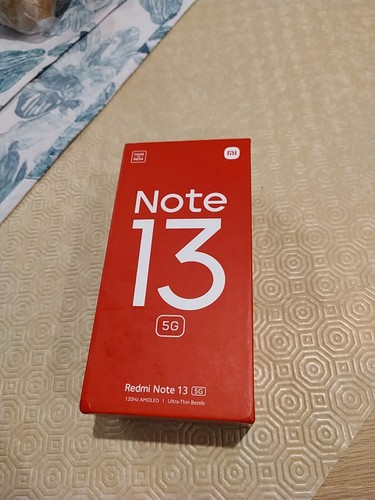 Note
13
5G
Redmi Note 13 5G
120Hz AMOLED | Ultra-Thin Bezels